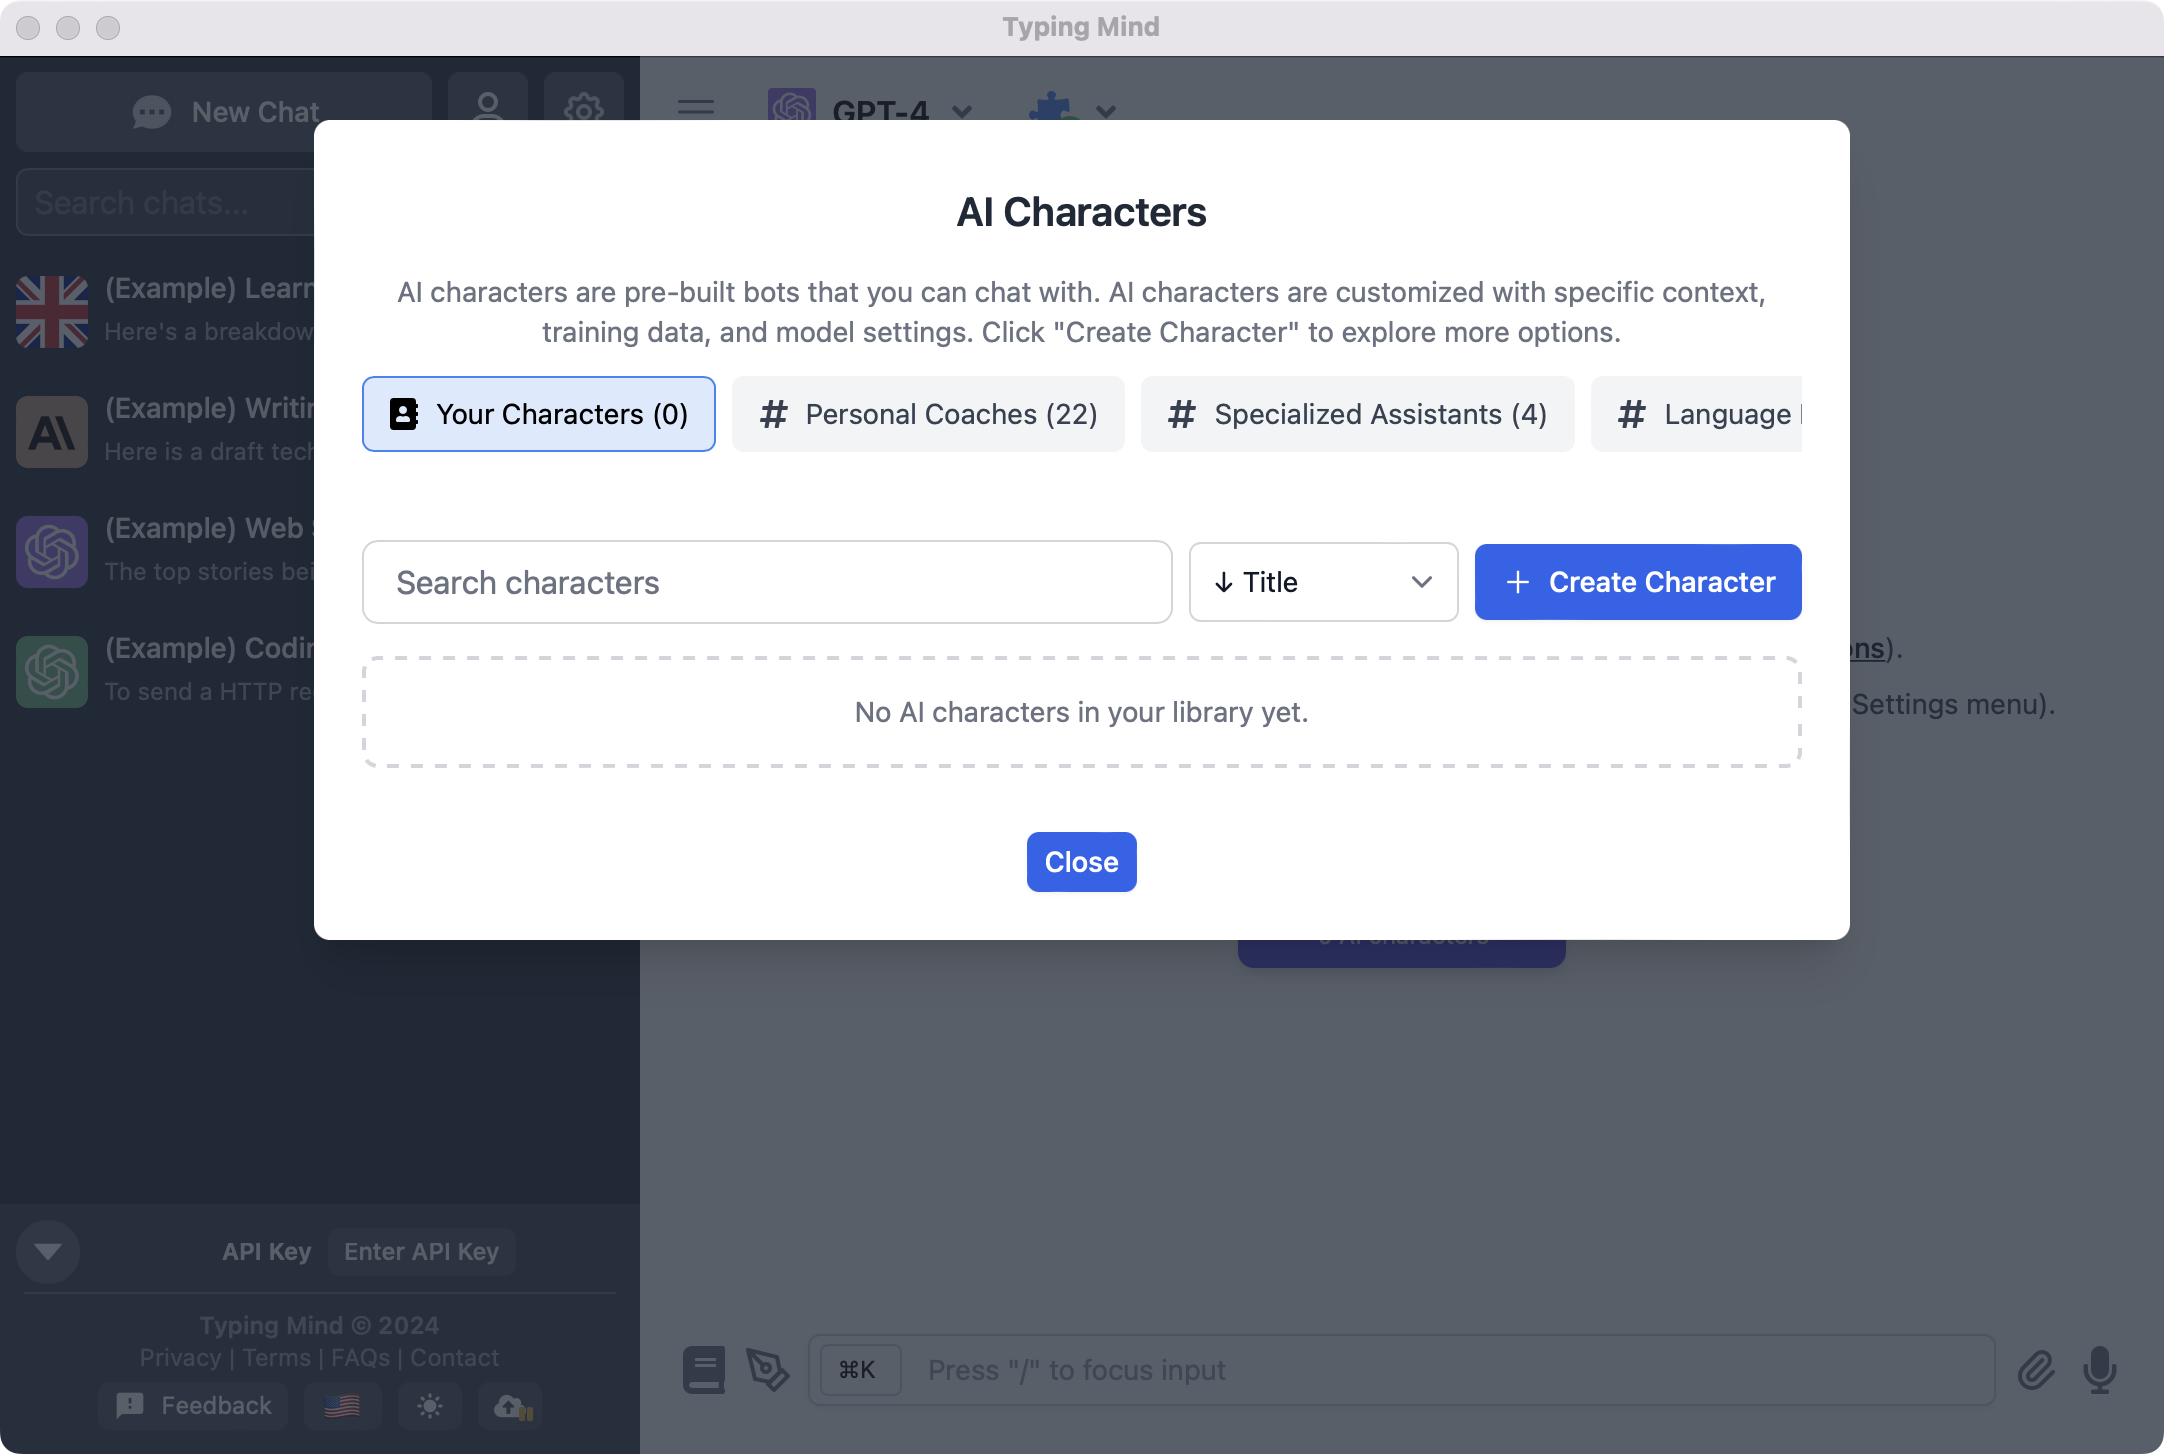 Typing Mind
New Chat
Search chats...
(Example) Learn
Here's a breakdow
(Example) Writin
Here is a draft tech
(Example) Web
The top stories bei
(Example) Codin
To send a HTTP re
API Key
Enter API Key
Typing Mind © 2024
Privacy | Terms | FAQs | Contact
Feedback
GPT-4
AI Characters
AI characters are pre-built bots that you can chat with. AI characters are customized with specific context,
training data, and model settings. Click "Create Character" to explore more options.
Your Characters (0)
# Personal Coaches (22)
# Specialized Assistants (4)
# Language
Search characters
↓ Title
+ Create Character
No AI characters in your library yet.
Close
ons).
Settings menu).
AI characters
⌘K
Press "/" to focus input